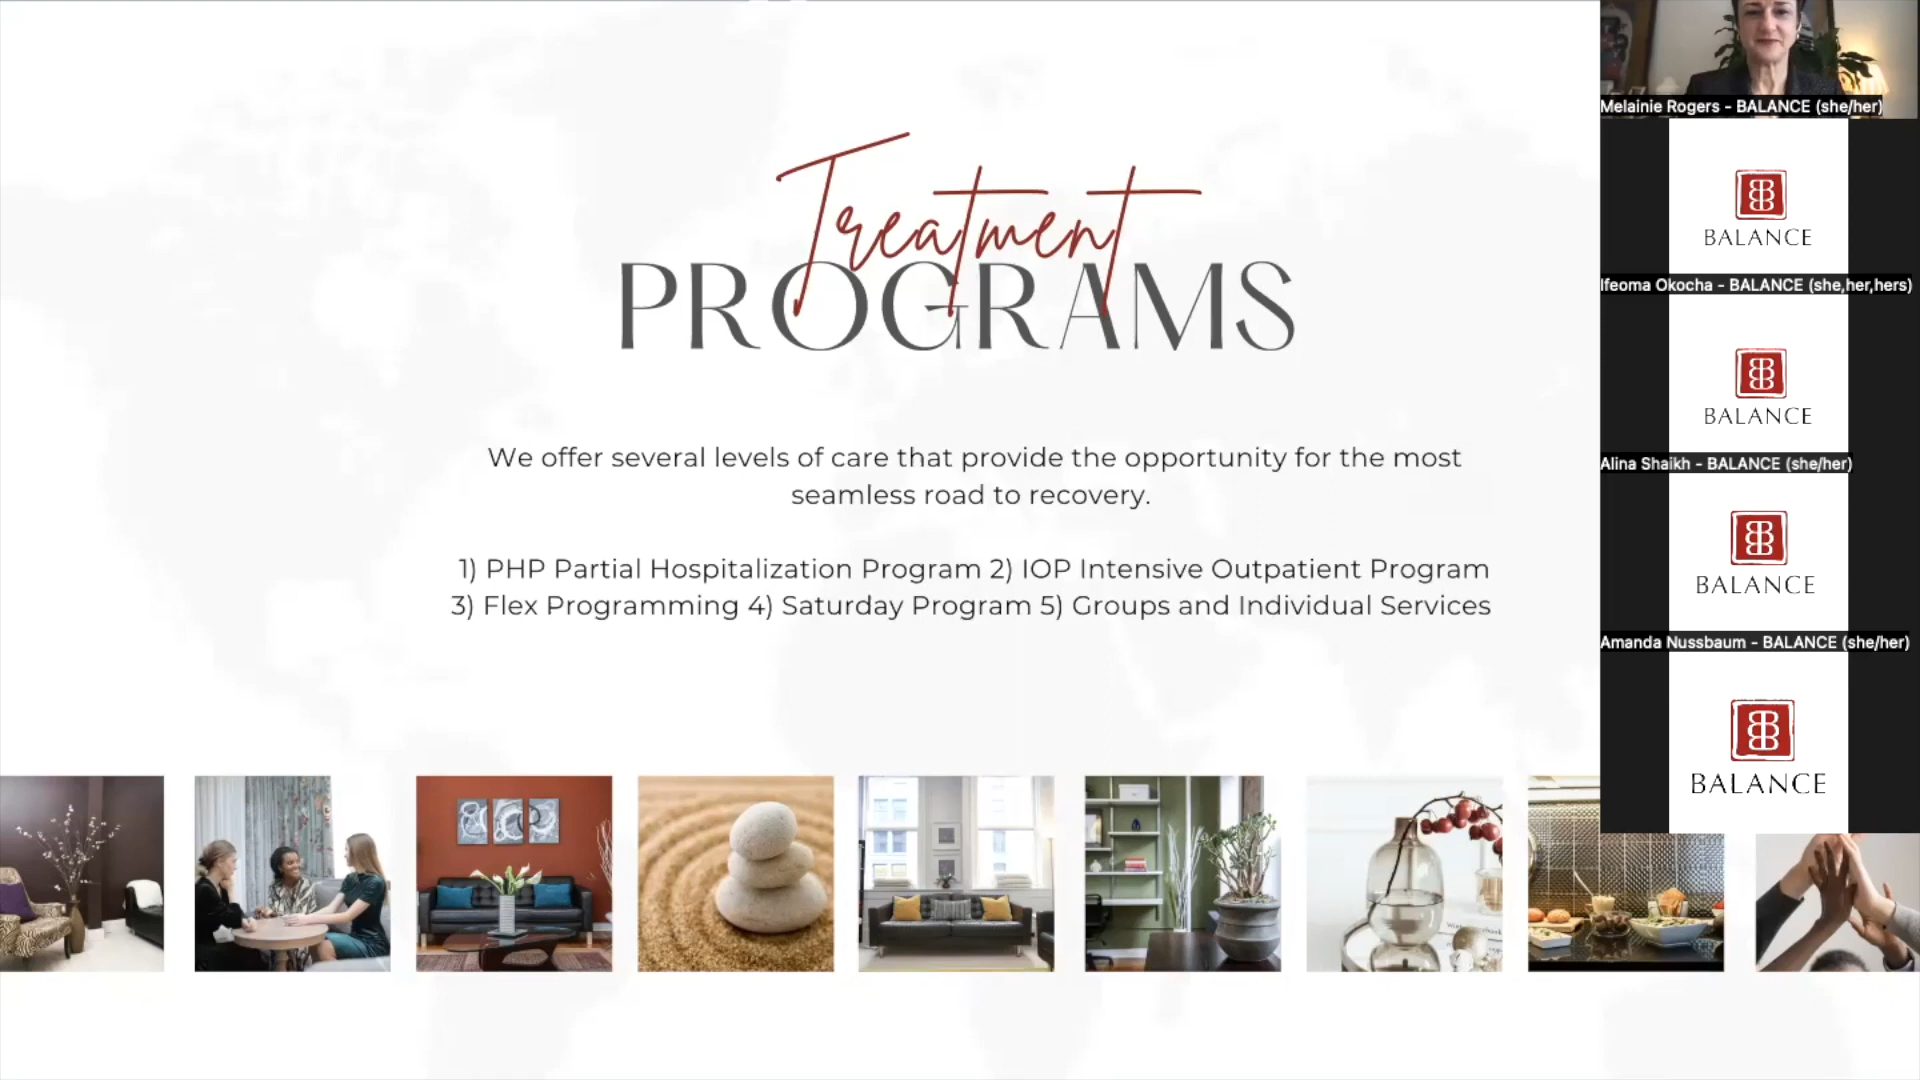 Treatment
PROGRAMS
We offer several levels of care that provide the opportunity for the most
seamless road to recovery.
1) PHP Partial Hospitalization Program 2) IOP Intensive Outpatient Program
3) Flex Programming 4) Saturday Program 5) Groups and Individual Services
Melainie Rogers - BALANCE (she/her)
BALANCE
Ifeoma Okocha - BALANCE (she,her,hers)
BALANCE
Alina Shaikh - BALANCE (she/her)
BALANCE
Amanda Nussbaum - BALANCE (she/her)
BALANCE